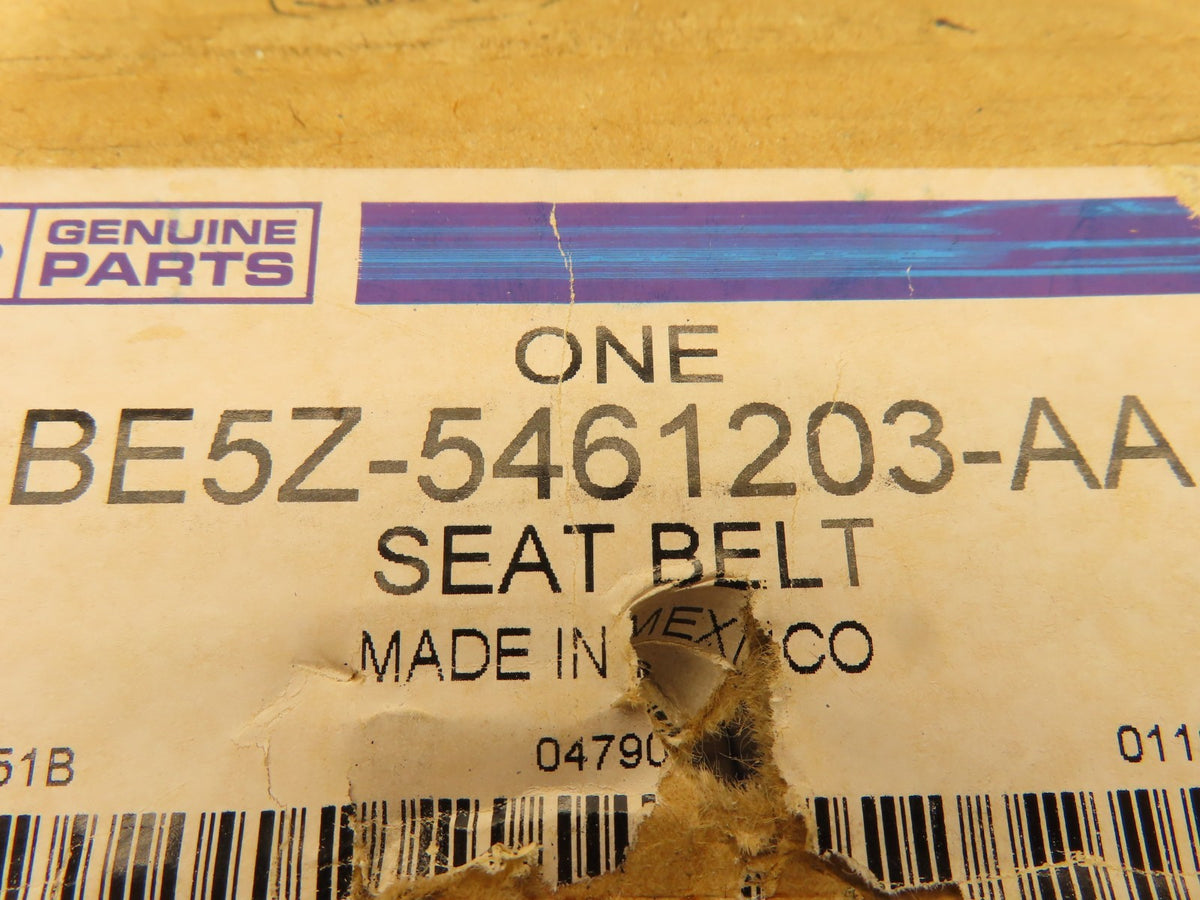 GENUINE
PARTS
ONE
BE5Z-5461203-AA
SEAT BELT
MADE IN MEXICO
51B 04790 011